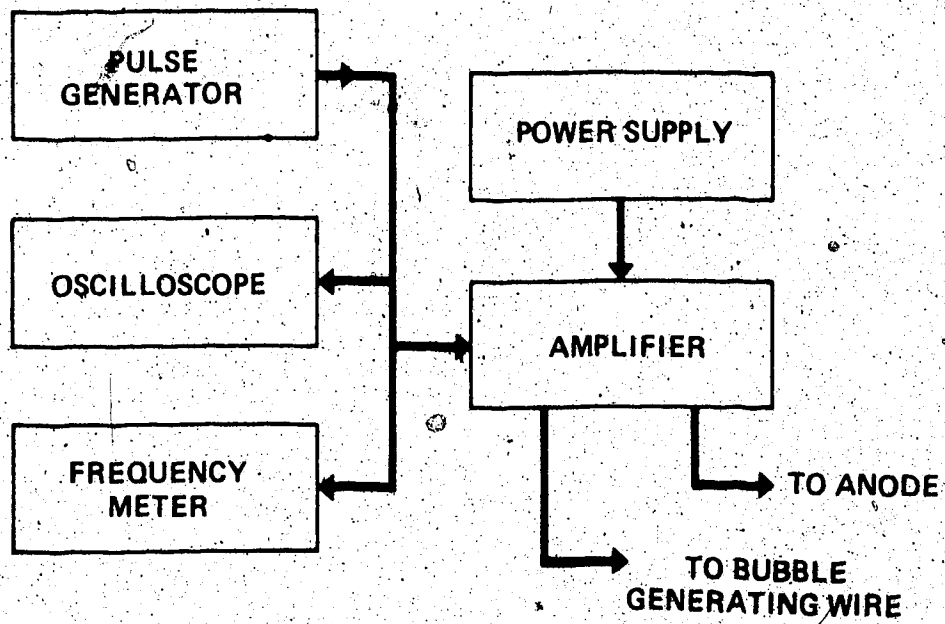 PULSE
GENERATOR
POWER SUPPLY
OSCILLOSCOPE
AMPLIFIER
FREQUENCY
METER
TO ANODE
TO BUBBLE
GENERATING WIRE